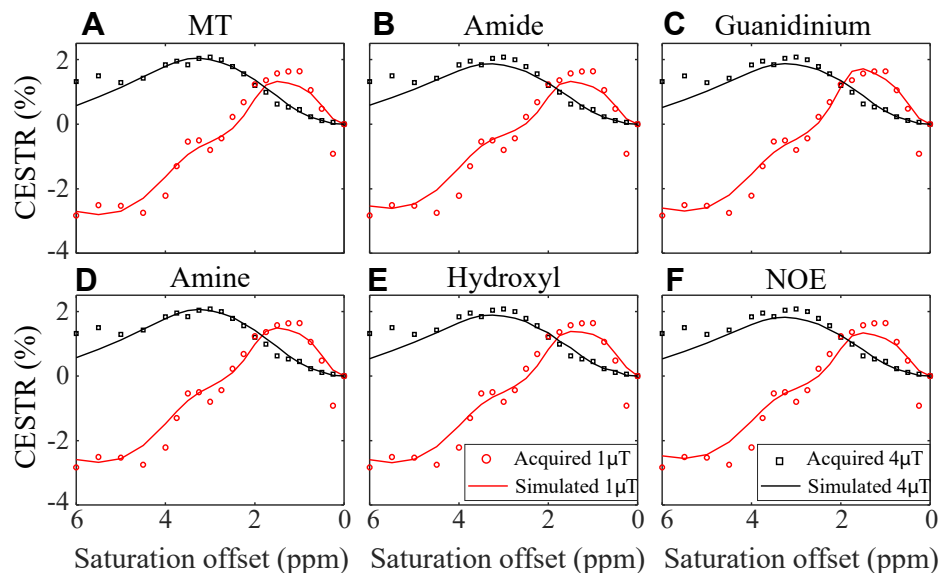 A MT
B Amide
C Guanidinium
CESTR (%)
2
0
-2
-4
D Amine
E Hydroxyl
F NOE
CESTR (%)
2
0
-2
-4
Acquired 1µT
Simulated 1µT
Acquired 4µT
Simulated 4µT
6 4 2 0
6 4 2 0
6 4 2 0
Saturation offset (ppm)
Saturation offset (ppm)
Saturation offset (ppm)